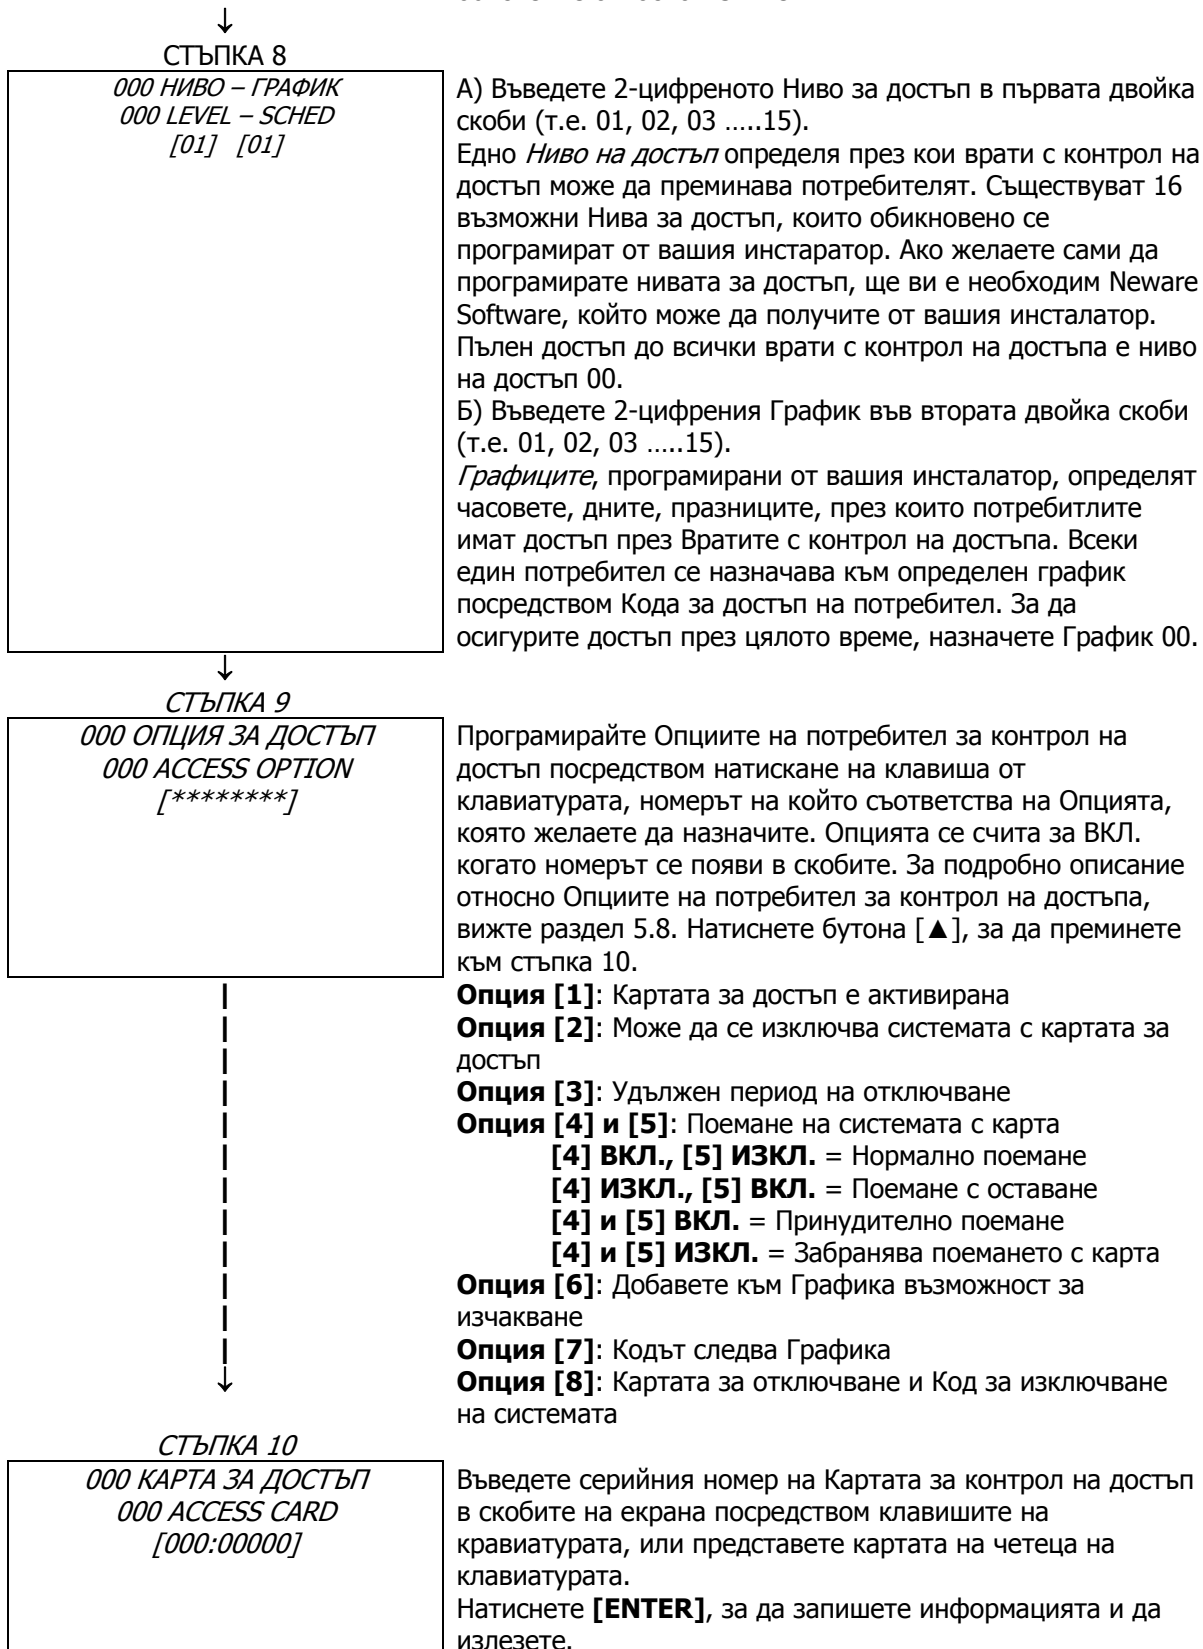 ↓
СТЪПКА 8
000 НИВО – ГРАФИК
000 LEVEL – SCHED
[01] [01]
А) Въведете 2-цифреното Ниво за достъп в първата двойка
скоби (т.е. 01, 02, 03 …..15).
Едно Ниво на достъп определя през кои врати с контрол на
достъп може да преминава потребителят. Съществуват 16
възможни Нива за достъп, които обикновено се
програмират от вашия инстаратор. Ако желаете сами да
програмирате нивата за достъп, ще ви е необходим Neware
Software, който може да получите от вашия инсталатор.
Пълен достъп до всички врати с контрол на достъпа е ниво
на достъп 00.
Б) Въведете 2-цифрения График във втората двойка скоби
(т.е. 01, 02, 03 …..15).
Графиците, програмирани от вашия инсталатор, определят
часовете, дните, празниците, през които потребитлите
имат достъп през Вратите с контрол на достъпа. Всеки
един потребител се назначава към определен график
посредством Кода за достъп на потребител. За да
осигурите достъп през цялото време, назначете График 00.
↓
СТЪПКА 9
000 ОПЦИЯ ЗА ДОСТЪП
000 ACCESS OPTION
[********]
Програмирайте Опциите на потребител за контрол на
достъп посредством натискане на клавиша от
клавиатурата, номерът на който съответства на Опцията,
която желаете да назначите. Опцията се счита за ВКЛ.
когато номерът се появи в скобите. За подробно описание
относно Опциите на потребител за контрол на достъпа,
вижте раздел 5.8. Натиснете бутона [▲], за да преминете
към стъпка 10.
Опция [1]: Картата за достъп е активирана
Опция [2]: Може да се изключва системата с картата за
достъп
Опция [3]: Удължен период на отключване
Опция [4] и [5]: Поемане на системата с карта
[4] ВКЛ., [5] ИЗКЛ. = Нормално поемане
[4] ИЗКЛ., [5] ВКЛ. = Поемане с оставане
[4] и [5] ВКЛ. = Принудително поемане
[4] и [5] ИЗКЛ. = Забранява поемането с карта
Опция [6]: Добавете към Графика възможност за
изчакване
Опция [7]: Кодът следва Графика
Опция [8]: Картата за отключване и Код за изключване
на системата
↓
СТЪПКА 10
000 КАРТА ЗА ДОСТЪП
000 ACCESS CARD
[000:00000]
Въведете серийния номер на Картата за контрол на достъп
в скобите на екрана посредством клавишите на
кравиатурата, или представете картата на четеца на
клавиатурата.
Натиснете [ENTER], за да запишете информацията и да
излезете.